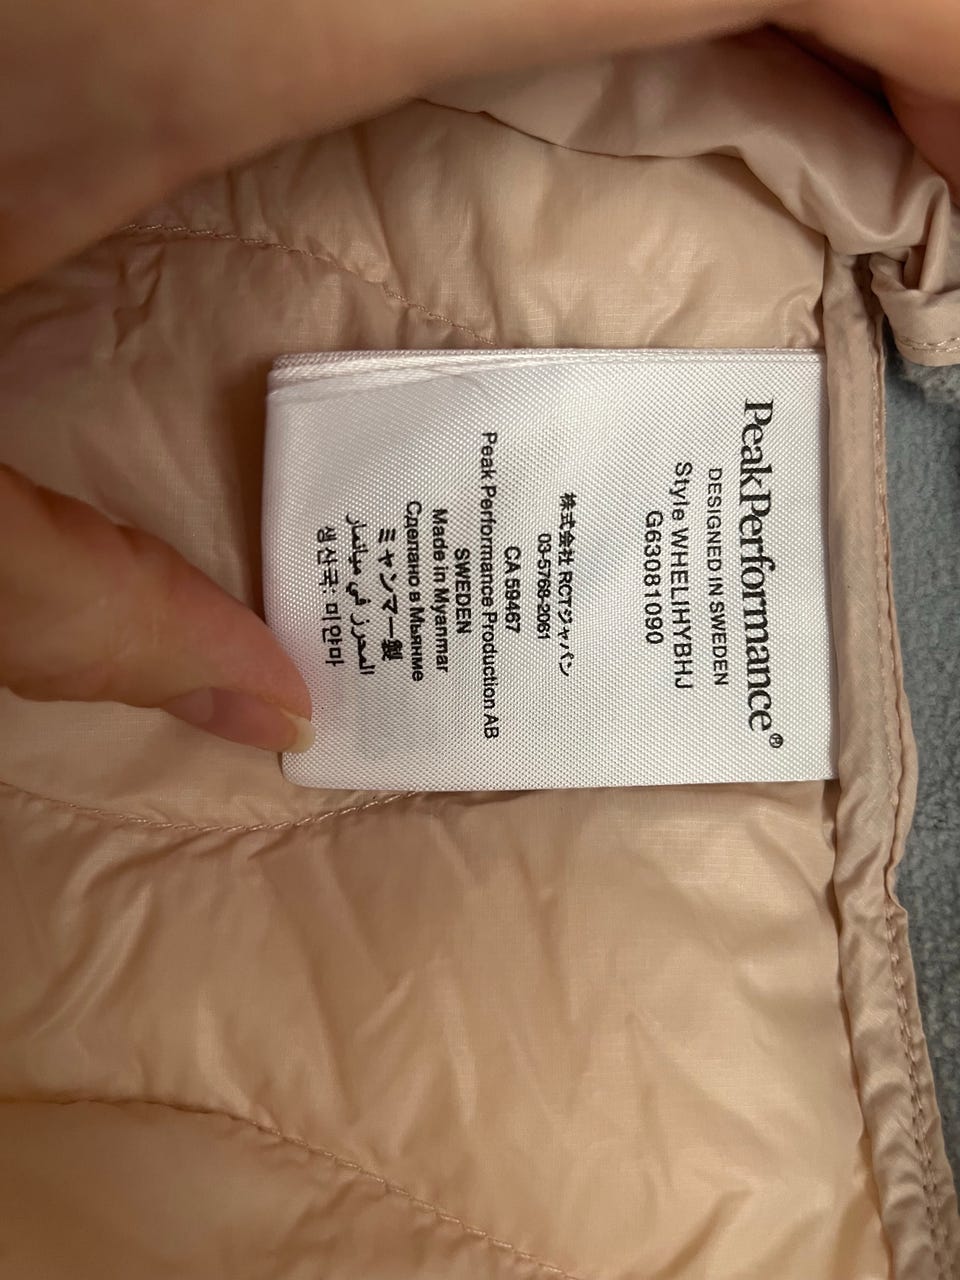 PeakPerformance®
DESIGNED IN SWEDEN
Style WHELIHYBHJ
G63081090
株式会社 RCTジャパン
03-5768-2061
CA 59467
Peak Performance Production AB
SWEDEN
Made in Myanmar
Сделано в Мьянме
ミャンマー製
المحرز في ميانمار
생산국: 미얀마